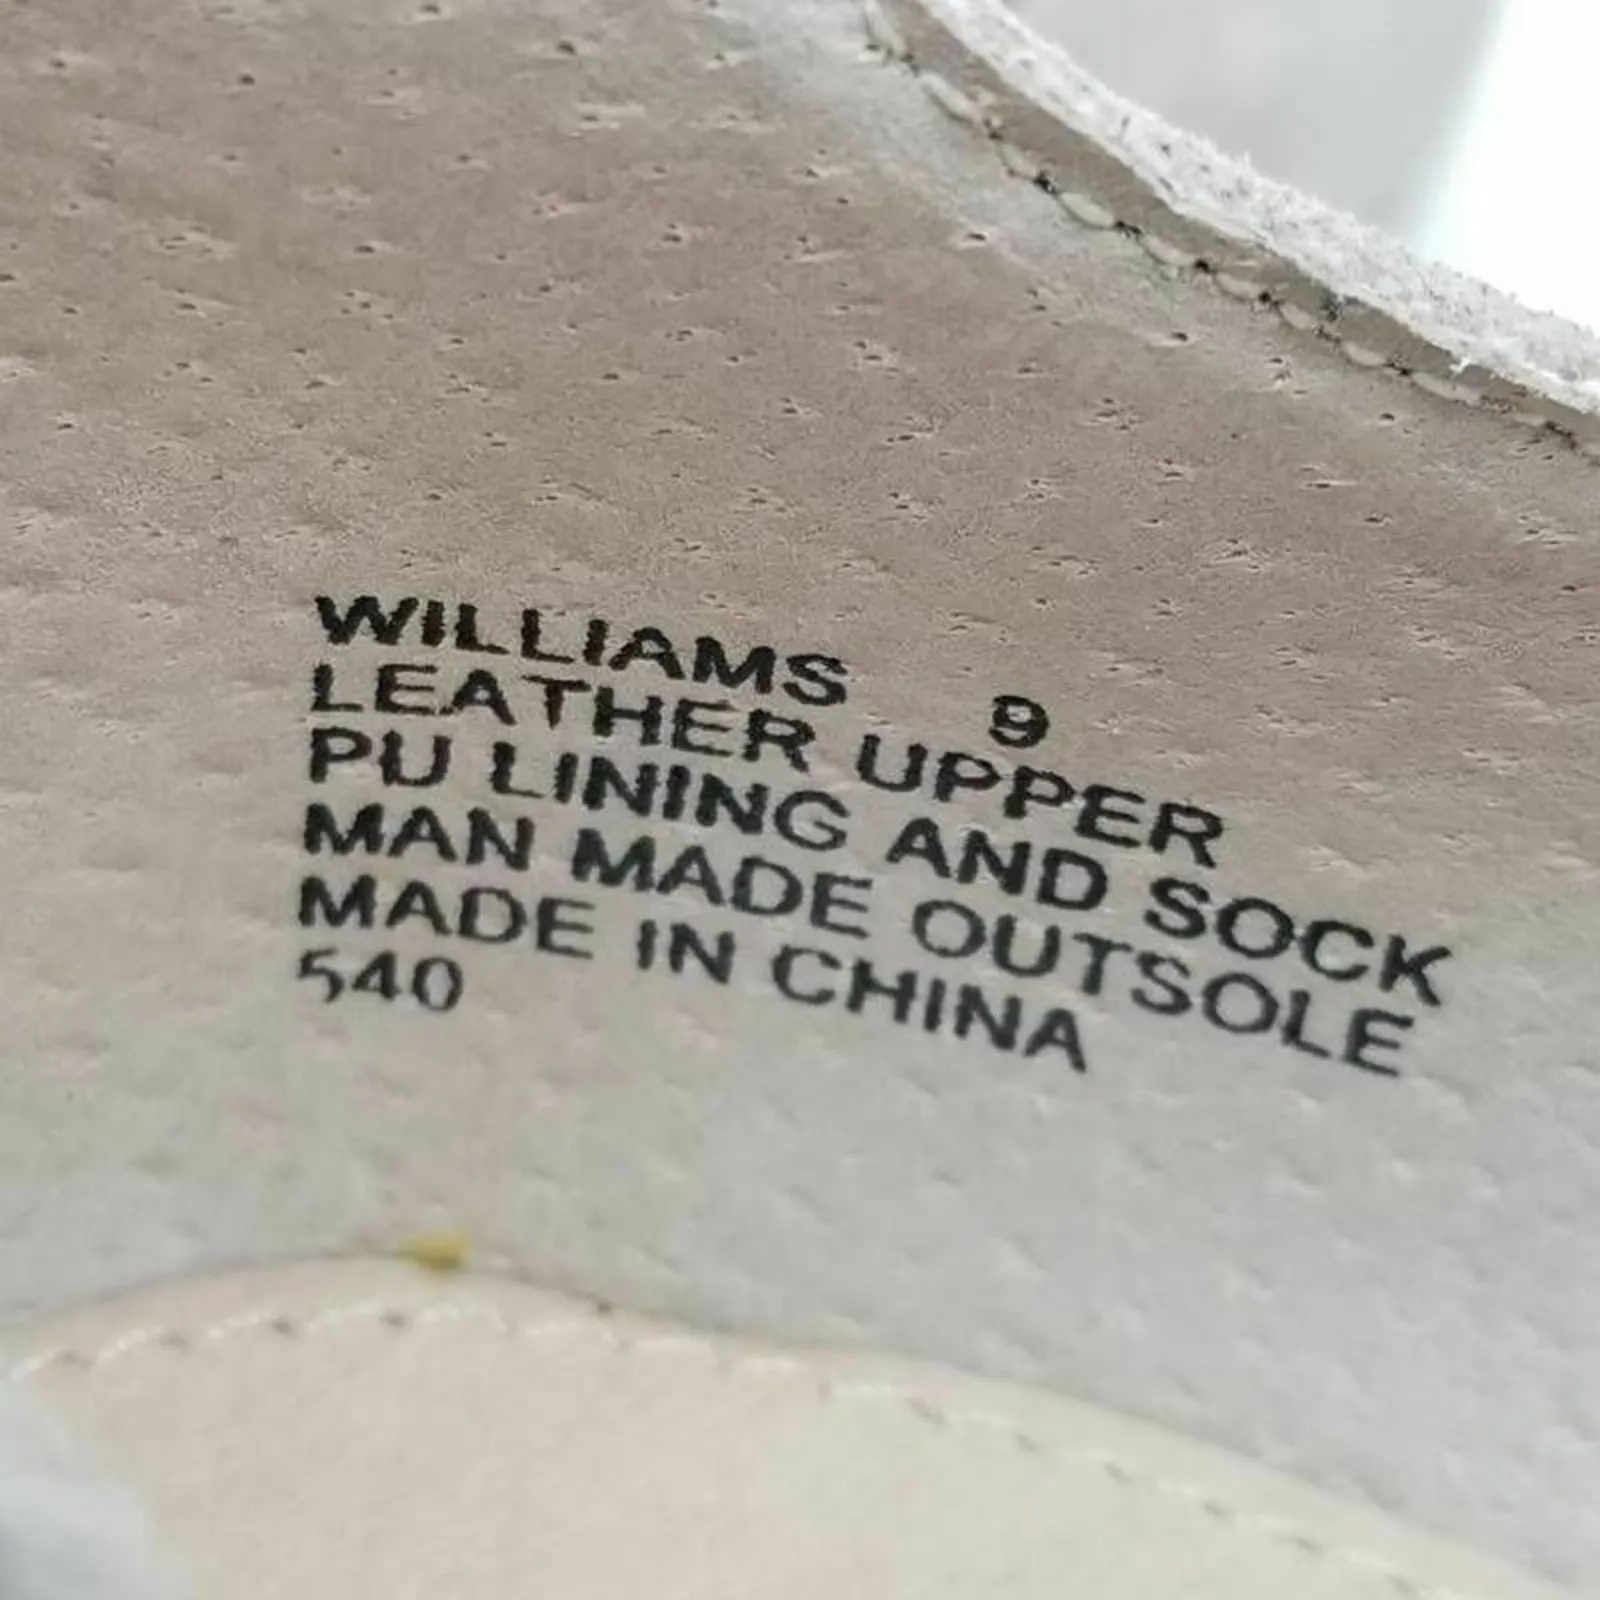 WILLIAMS 9
LEATHER UPPER
PU LINING AND SOCK
MAN MADE OUTSOLE
MADE IN CHINA
540